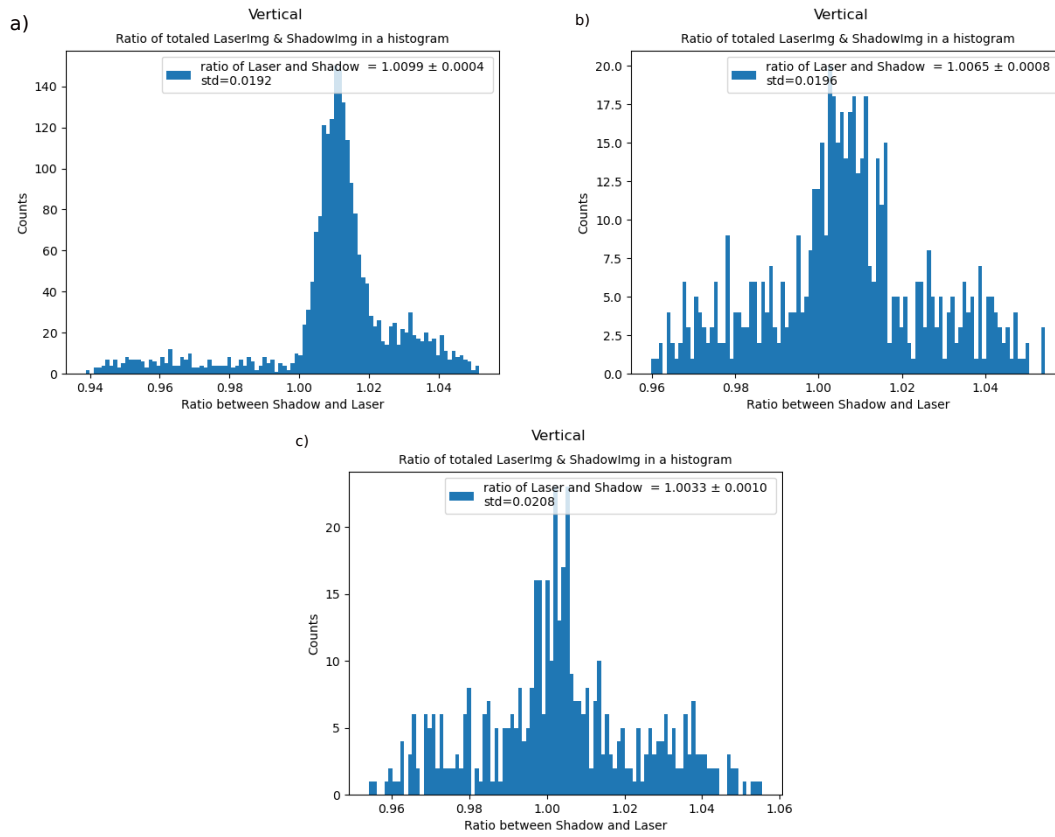 a)
Vertical
Ratio of totaled LaserImg & ShadowImg in a histogram
ratio of Laser and Shadow = 1.0099 ± 0.0004
std=0.0192
140
120
100
80
60
40
20
0
Counts
0.94 0.96 0.98 1.00 1.02 1.04
Ratio between Shadow and Laser
b)
Vertical
Ratio of totaled LaserImg & ShadowImg in a histogram
ratio of Laser and Shadow = 1.0065 ± 0.0008
std=0.0196
20.0
17.5
15.0
12.5
10.0
7.5
5.0
2.5
0.0
Counts
0.96 0.98 1.00 1.02 1.04
Ratio between Shadow and Laser
c)
Vertical
Ratio of totaled LaserImg & ShadowImg in a histogram
ratio of Laser and Shadow = 1.0033 ± 0.0010
std=0.0208
20
15
10
5
0
Counts
0.96 0.98 1.00 1.02 1.04 1.06
Ratio between Shadow and Laser